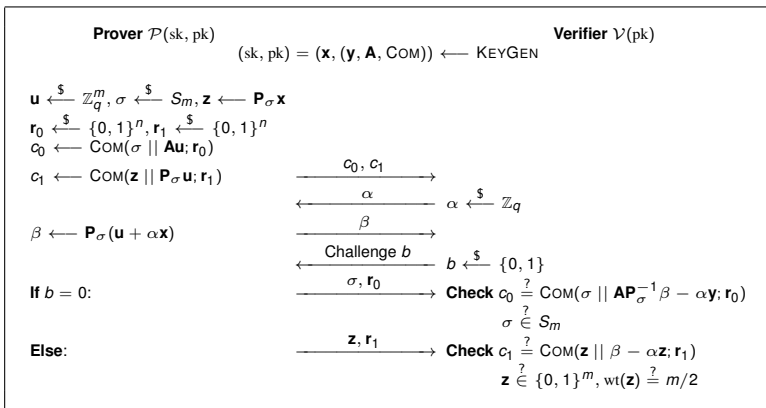 Prover 𝒫(sk, pk) Verifier 𝒱(pk)
(sk, pk) = (x, (y, A, COM)) ⟵ KEYGEN
u ⟵$ ℤ_q^m, σ ⟵$ S_m, z ⟵ P_σ x
r_0 ⟵$ {0, 1}^n, r_1 ⟵$ {0, 1}^n
c_0 ⟵ COM(σ || Au; r_0)
c_1 ⟵ COM(z || P_σ u; r_1) c_0, c_1
α α ⟵$ ℤ_q
β ⟵ P_σ(u + αx) β
Challenge b b ⟵$ {0, 1}
If b = 0: σ, r_0 Check c_0 ≟ COM(σ || AP_σ^{-1} β − αy; r_0)
σ ∈? S_m
Else: z, r_1 Check c_1 ≟ COM(z || β − αz; r_1)
z ∈? {0, 1}^m, wt(z) ≟ m/2